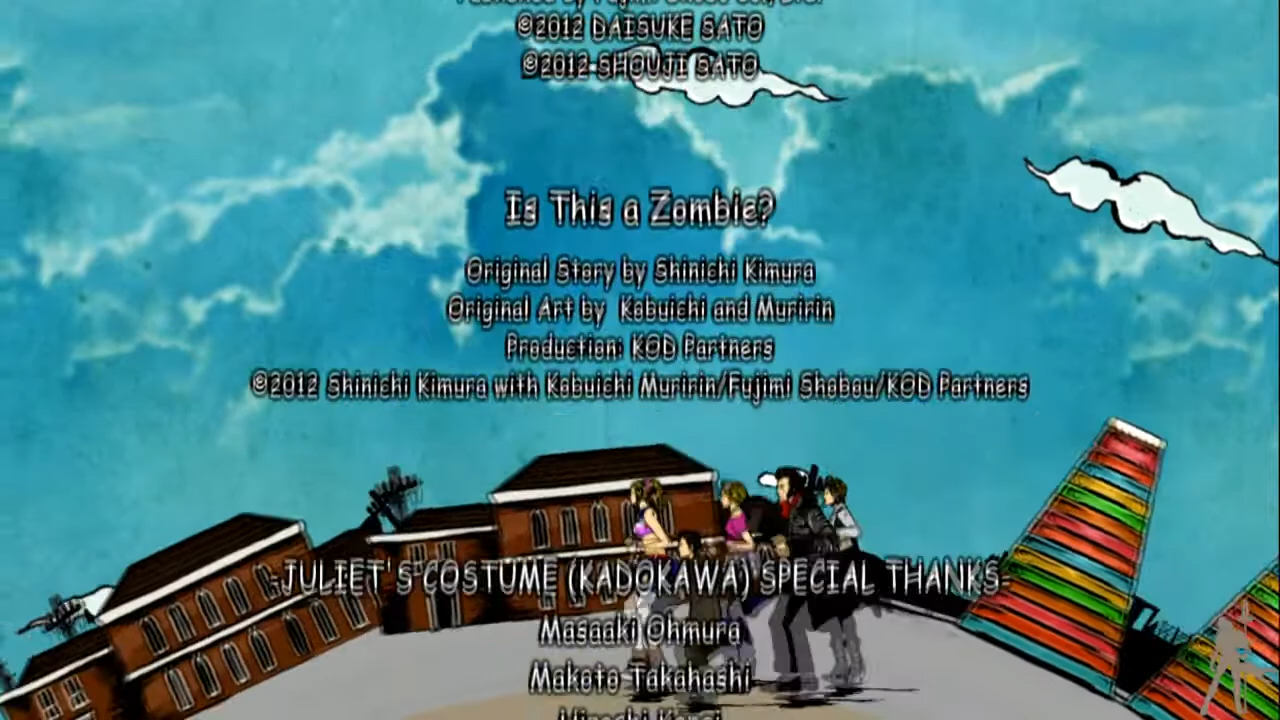 ©2012 DAISUKE SATO
©2012 SHOUJI SATO
Is This a Zombie?
Original Story by Shinichi Kimura
Original Art by Kobuichi and Muririn
Production: KOD Partners
©2012 Shinichi Kimura with Kobuichi Muririn/Fujimi Shobou/KOD Partners
-JULIET'S COSTUME (KADOKAWA) SPECIAL THANKS-
Masaaki Ohmura
Makoto Takahashi